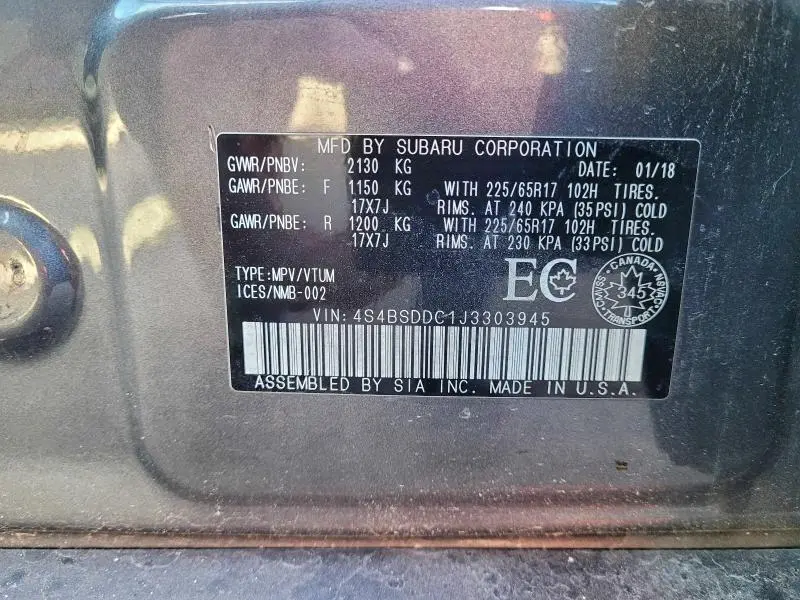 MFD BY SUBARU CORPORATION
GVWR/PNBV: 2130 KG DATE: 01/18
GAWR/PNBE: F 1150 KG WITH 225/65R17 102H TIRES.
17X7J RIMS. AT 240 KPA (35PSI) COLD
GAWR/PNBE: R 1200 KG WITH 225/65R17 102H TIRES.
17X7J RIMS. AT 230 KPA (33PSI) COLD
TYPE:MPV/VTUM
ICES/NMB-002
EC
CANADA
NSVAC
345
CMVSS
TRANSPORT
VIN:4S4BSDDC1J3303945
ASSEMBLED BY SIA INC. MADE IN U.S.A.